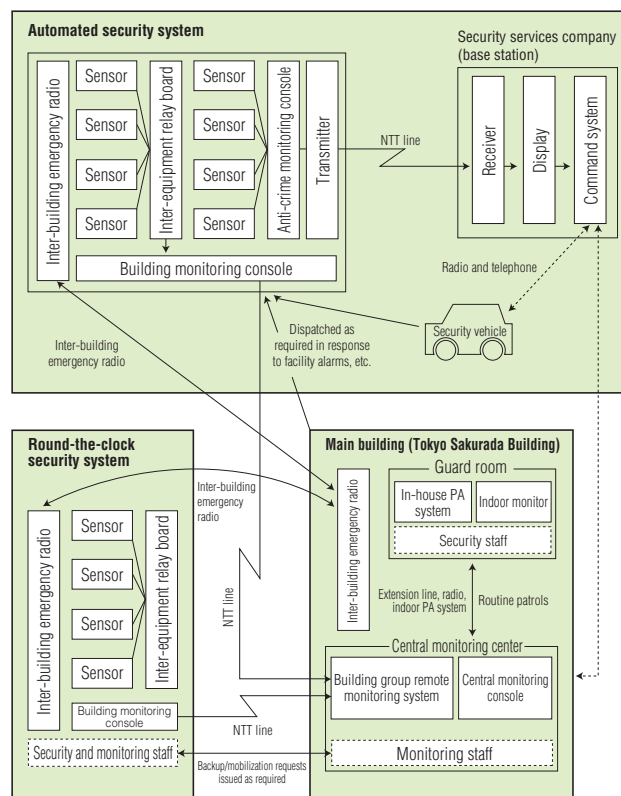 Automated security system
Inter-building emergency radio
Sensor
Sensor
Sensor
Sensor
Inter-equipment relay board
Sensor
Sensor
Sensor
Sensor
Anti-crime monitoring console
Transmitter
Building monitoring console
NTT line
Security services company
(base station)
Receiver
Display
Command system
Radio and telephone
Security vehicle
Dispatched as
required in response
to facility alarms, etc.
Inter-building
emergency radio
Round-the-clock
security system
Inter-building emergency radio
Sensor
Sensor
Sensor
Sensor
Inter-equipment relay board
Building monitoring
console
Security and monitoring staff
Inter-building
emergency
radio
NTT line
NTT line
Backup/mobilization requests
issued as required
Main building (Tokyo Sakurada Building)
Inter-building emergency radio
Guard room
In-house PA
system
Indoor monitor
Security staff
Extension line, radio,
indoor PA system
Routine patrols
Central monitoring center
Building group remote
monitoring system
Central monitoring
console
Monitoring staff